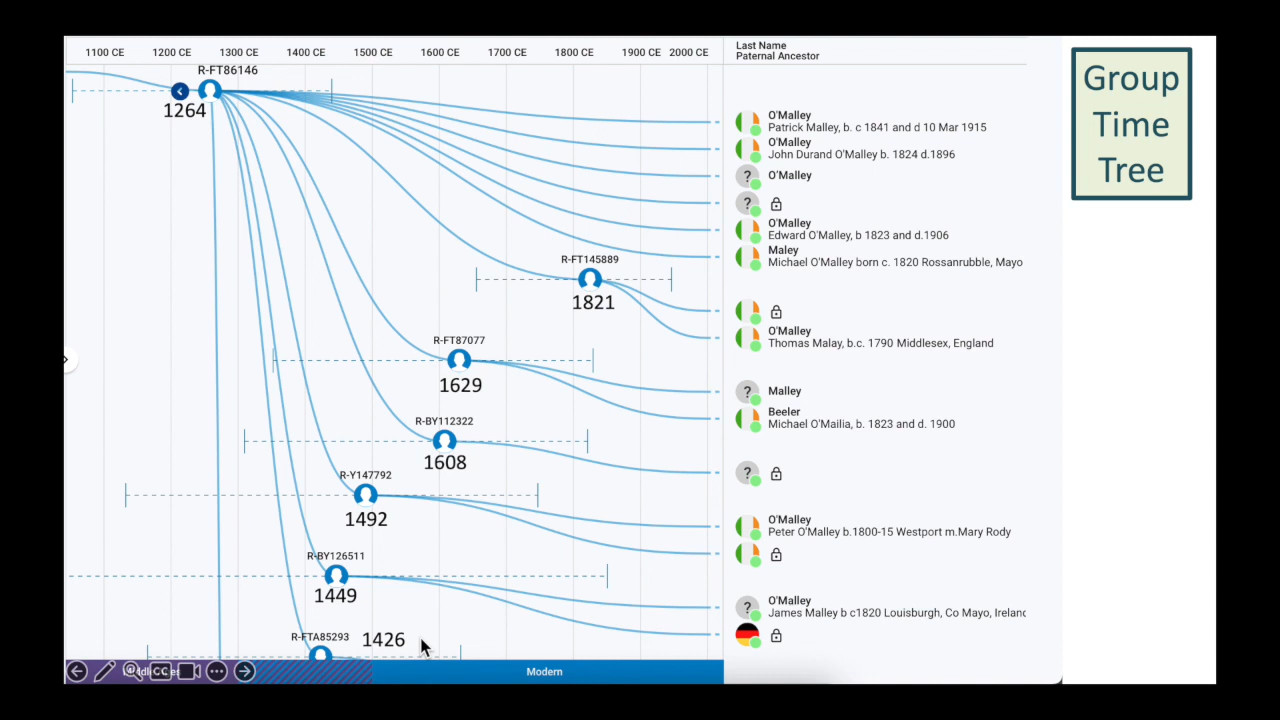 1100 CE 1200 CE 1300 CE 1400 CE 1500 CE 1600 CE 1700 CE 1800 CE 1900 CE 2000 CE
Last Name
Paternal Ancestor
Group
Time
Tree
R-FT86146
1264
O'Malley
Patrick Malley, b. c 1841 and d 10 Mar 1915
O'Malley
John Durand O'Malley b. 1824 d.1896
? O'Malley
?
O'Malley
Edward O'Malley, b 1823 and d.1906
Maley
Michael O'Malley born c. 1820 Rossanrubble, Mayo
R-FT145889
1821
O'Malley
Thomas Malay, b.c. 1790 Middlesex, England
R-FT87077
1629
? Malley
Beeler
Michael O'Mailia, b. 1823 and d. 1900
R-BY112322
1608
?
R-Y147792
1492
O'Malley
Peter O'Malley b.1800-15 Westport m.Mary Rody
R-BY126511
1449
?
O'Malley
James Malley b c1820 Louisburgh, Co Mayo, Ireland
R-FTA85293 1426
CC
Modern